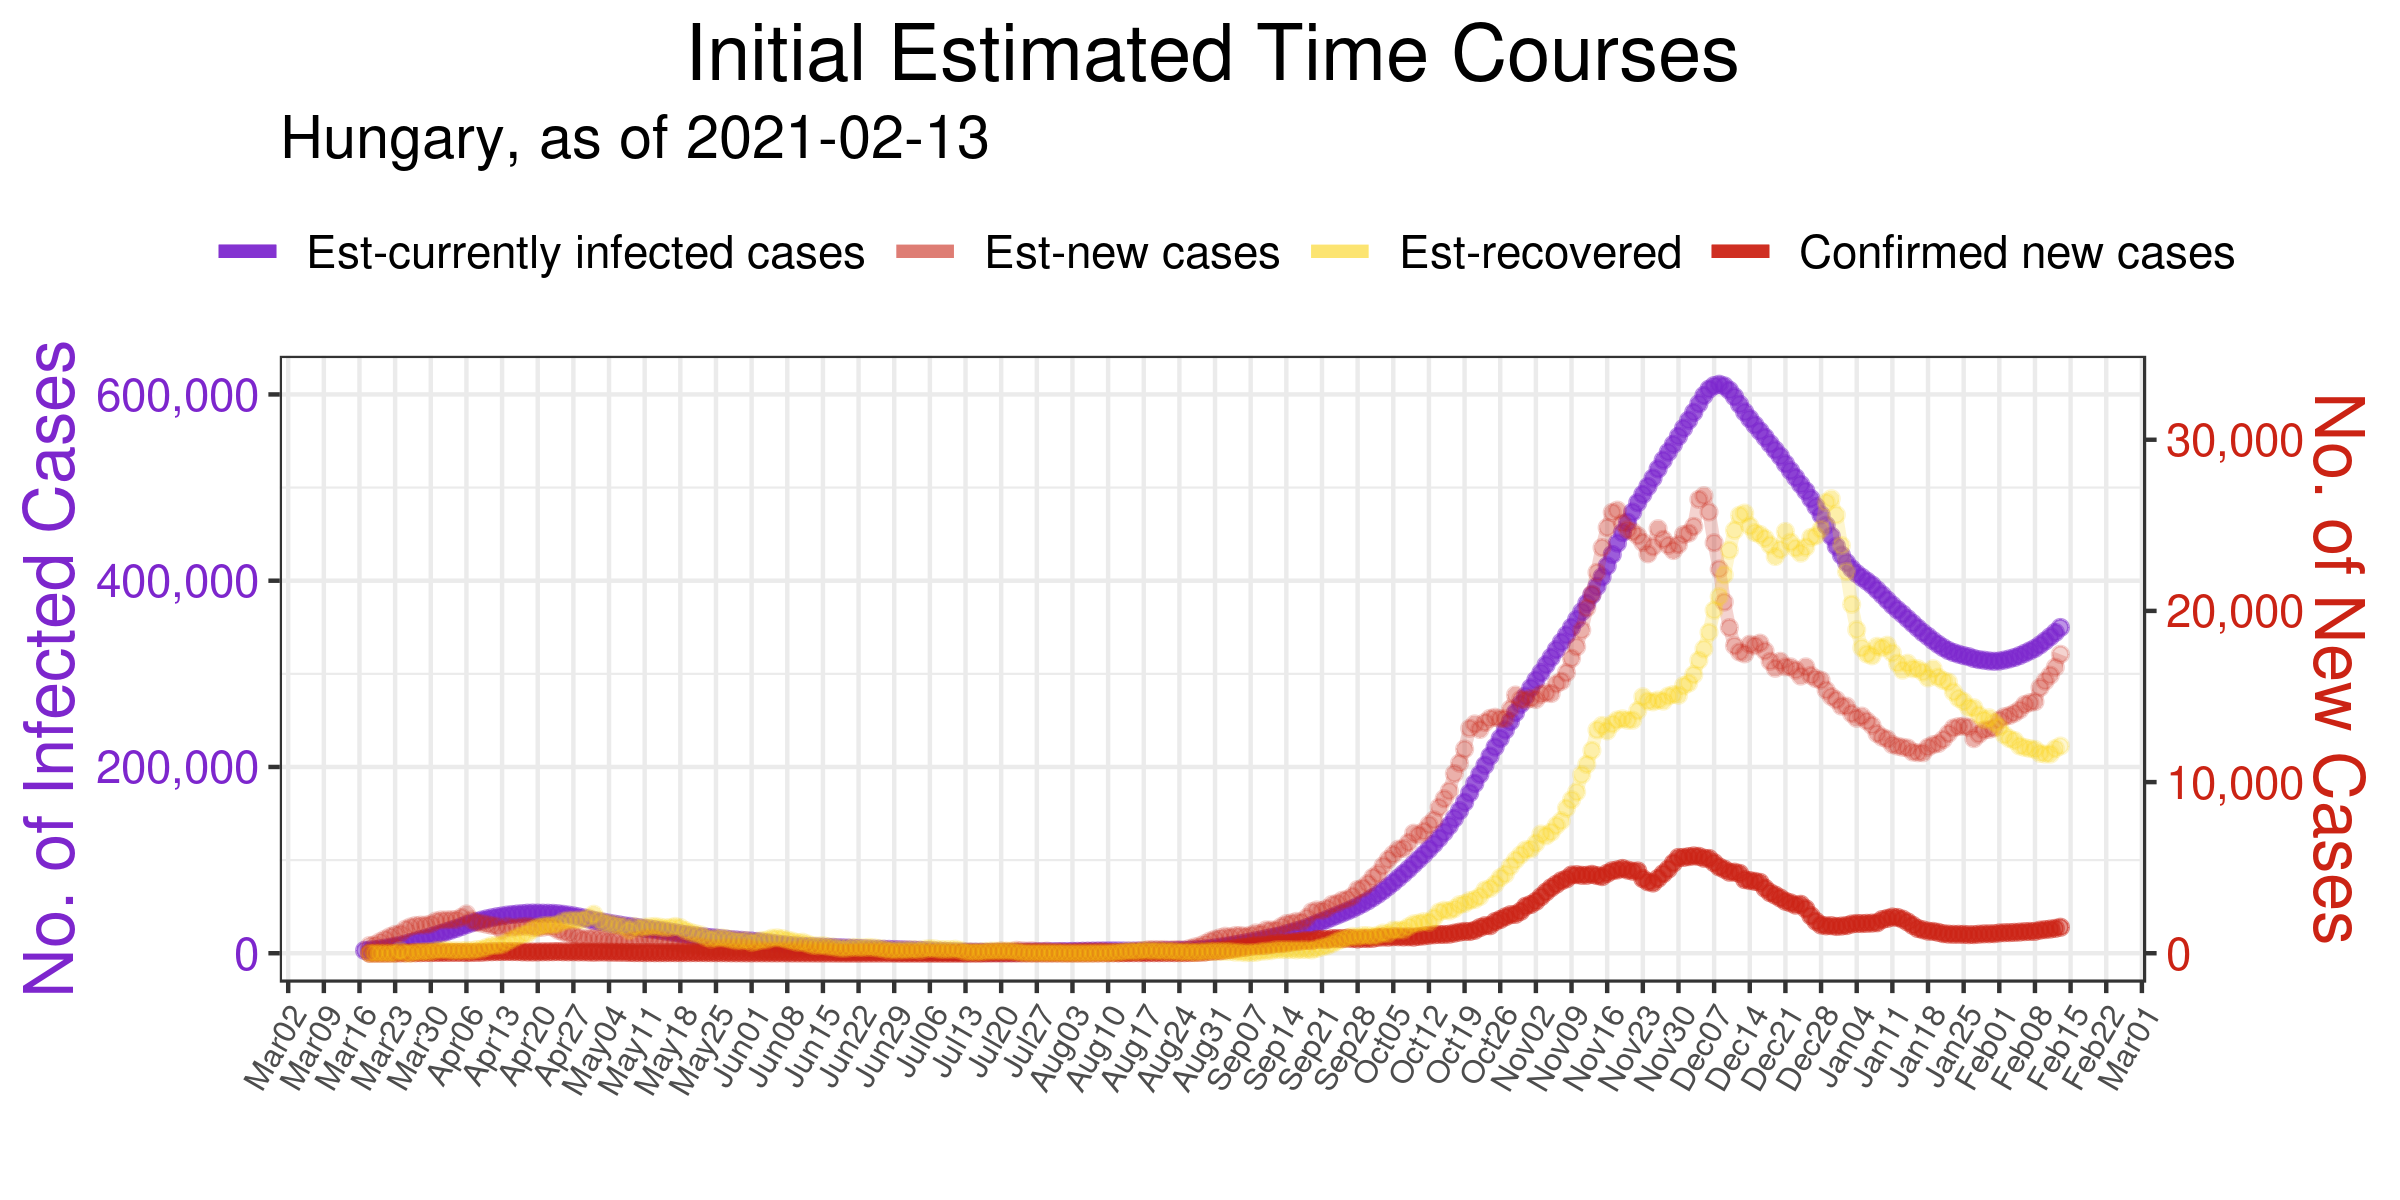 Initial Estimated Time Courses
Hungary, as of 2021-02-13
Est-currently infected cases Est-new cases Est-recovered Confirmed new cases
No. of Infected Cases
600,000
400,000
200,000
0
30,000
20,000
10,000
0
No. of New Cases
Mar02 Mar09 Mar16 Mar23 Mar30 Apr06 Apr13 Apr20 Apr27 May04 May11 May18 May25 Jun01 Jun08 Jun15 Jun22 Jun29 Jul06 Jul13 Jul20 Jul27 Aug03 Aug10 Aug17 Aug24 Aug31 Sep07 Sep14 Sep21 Sep28 Oct05 Oct12 Oct19 Oct26 Nov02 Nov09 Nov16 Nov23 Nov30 Dec07 Dec14 Dec21 Dec28 Jan04 Jan11 Jan18 Jan25 Feb01 Feb08 Feb15 Feb22 Mar01